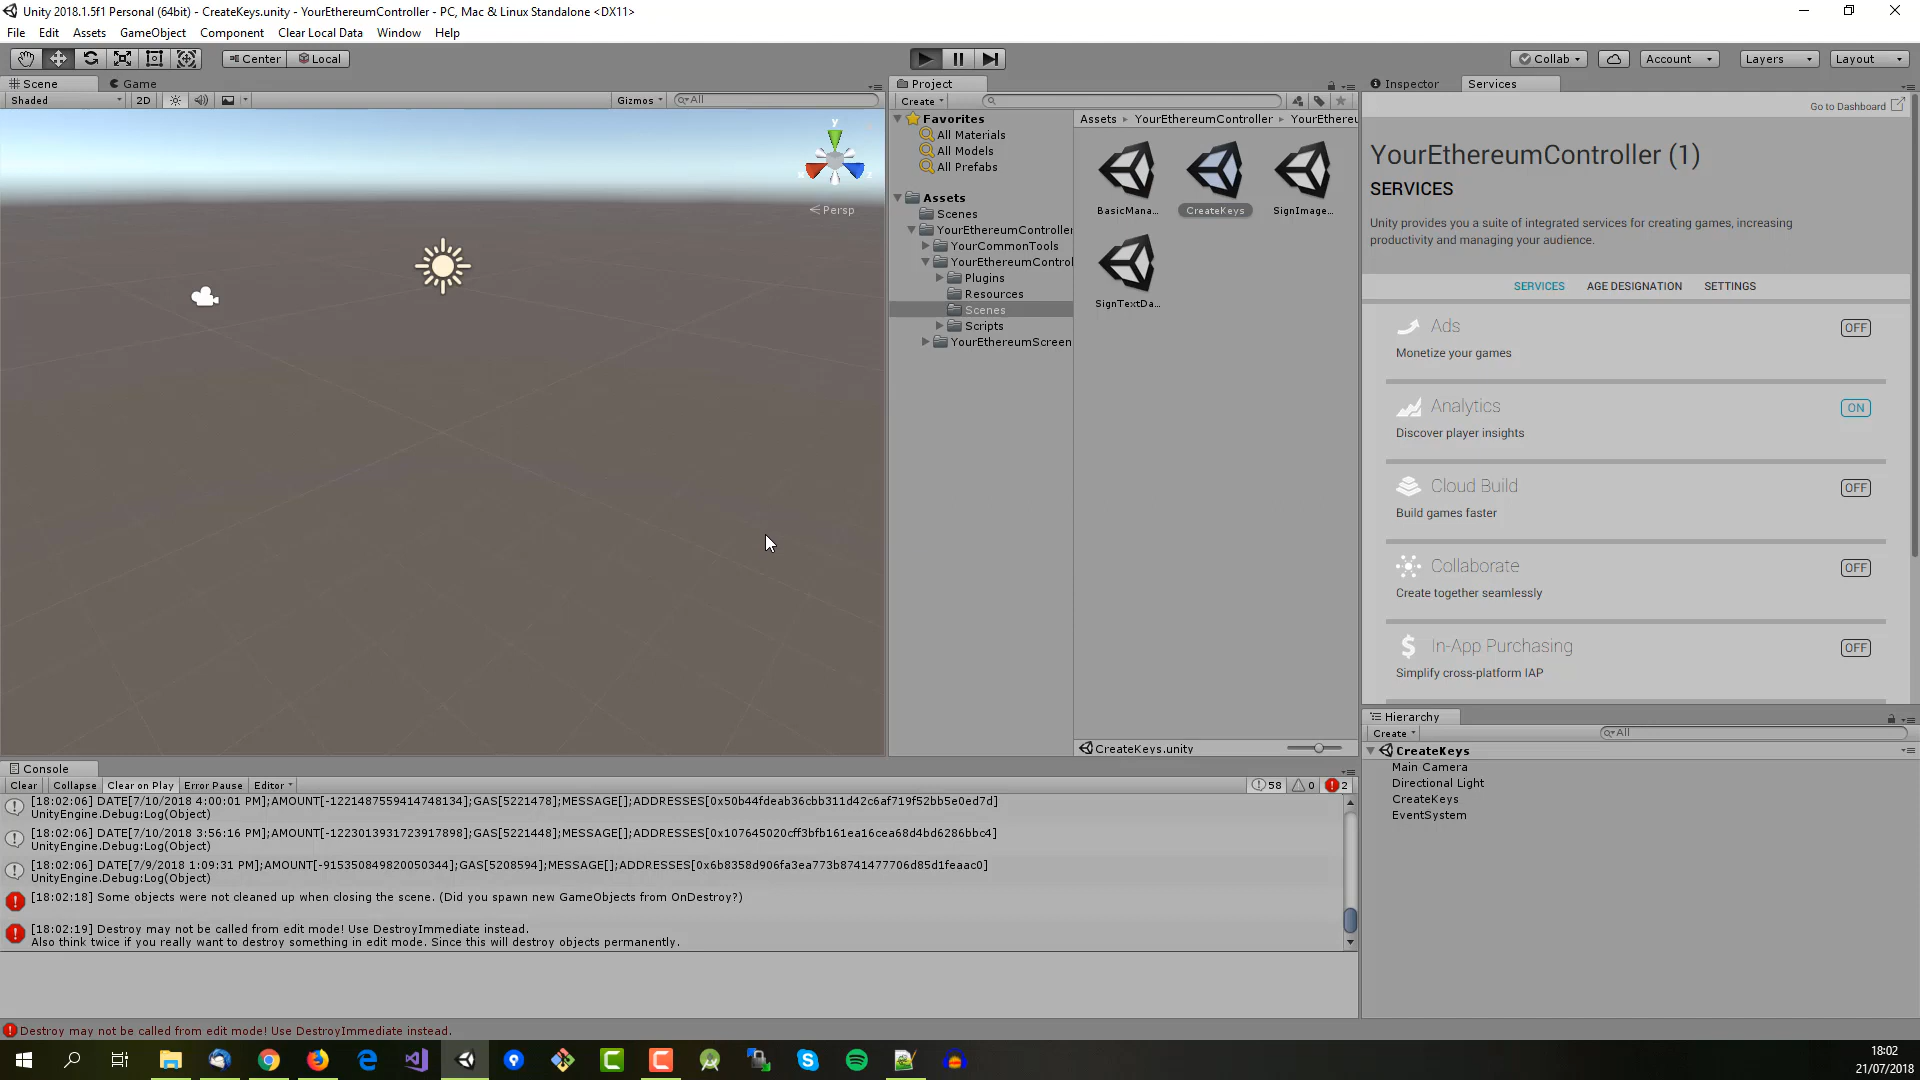 Unity 2018.1.5f1 Personal (64bit) - CreateKeys.unity - YourEthereumController - PC, Mac & Linux Standalone <DX11>
File Edit Assets GameObject Component Clear Local Data Window Help
Center Local
Collab Account Layers Layout
Scene Game
Shaded 2D Gizmos All
y
Persp
Project
Create
Favorites
All Materials
All Models
All Prefabs
Assets
Scenes
YourEthereumController
YourCommonTools
YourEthereumControl
Plugins
Resources
Scenes
Scripts
YourEthereumScreen
Assets YourEthereumController YourEthereu
BasicMana... CreateKeys SignImage...
SignTextDa...
CreateKeys.unity
Inspector Services
Go to Dashboard
YourEthereumController (1)
SERVICES
Unity provides you a suite of integrated services for creating games, increasing
productivity and managing your audience.
SERVICES AGE DESIGNATION SETTINGS
Ads OFF
Monetize your games
Analytics ON
Discover player insights
Cloud Build OFF
Build games faster
Collaborate OFF
Create together seamlessly
In-App Purchasing OFF
Simplify cross-platform IAP
Hierarchy
Create All
CreateKeys
Main Camera
Directional Light
CreateKeys
EventSystem
Console
Clear Collapse Clear on Play Error Pause Editor 58 0 2
[18:02:06] DATE[7/10/2018 4:00:01 PM];AMOUNT[-1221487559414748134];GAS[5221478];MESSAGE[];ADDRESSES[0x50b44fdeab36cbb311d42c6af719f52bb5e0ed7d]
UnityEngine.Debug:Log(Object)
[18:02:06] DATE[7/10/2018 3:56:16 PM];AMOUNT[-1223013931723917898];GAS[5221448];MESSAGE[];ADDRESSES[0x107645020cff3bfb161ea16cea68d4bd6286bbc4]
UnityEngine.Debug:Log(Object)
[18:02:06] DATE[7/9/2018 1:09:31 PM];AMOUNT[-915350849820050344];GAS[5208594];MESSAGE[];ADDRESSES[0x6b8358d906fa3ea773b8741477706d85d1feaac0]
UnityEngine.Debug:Log(Object)
[18:02:18] Some objects were not cleaned up when closing the scene. (Did you spawn new GameObjects from OnDestroy?)
[18:02:19] Destroy may not be called from edit mode! Use DestroyImmediate instead.
Also think twice if you really want to destroy something in edit mode. Since this will destroy objects permanently.
Destroy may not be called from edit mode! Use DestroyImmediate instead.
18:02
21/07/2018